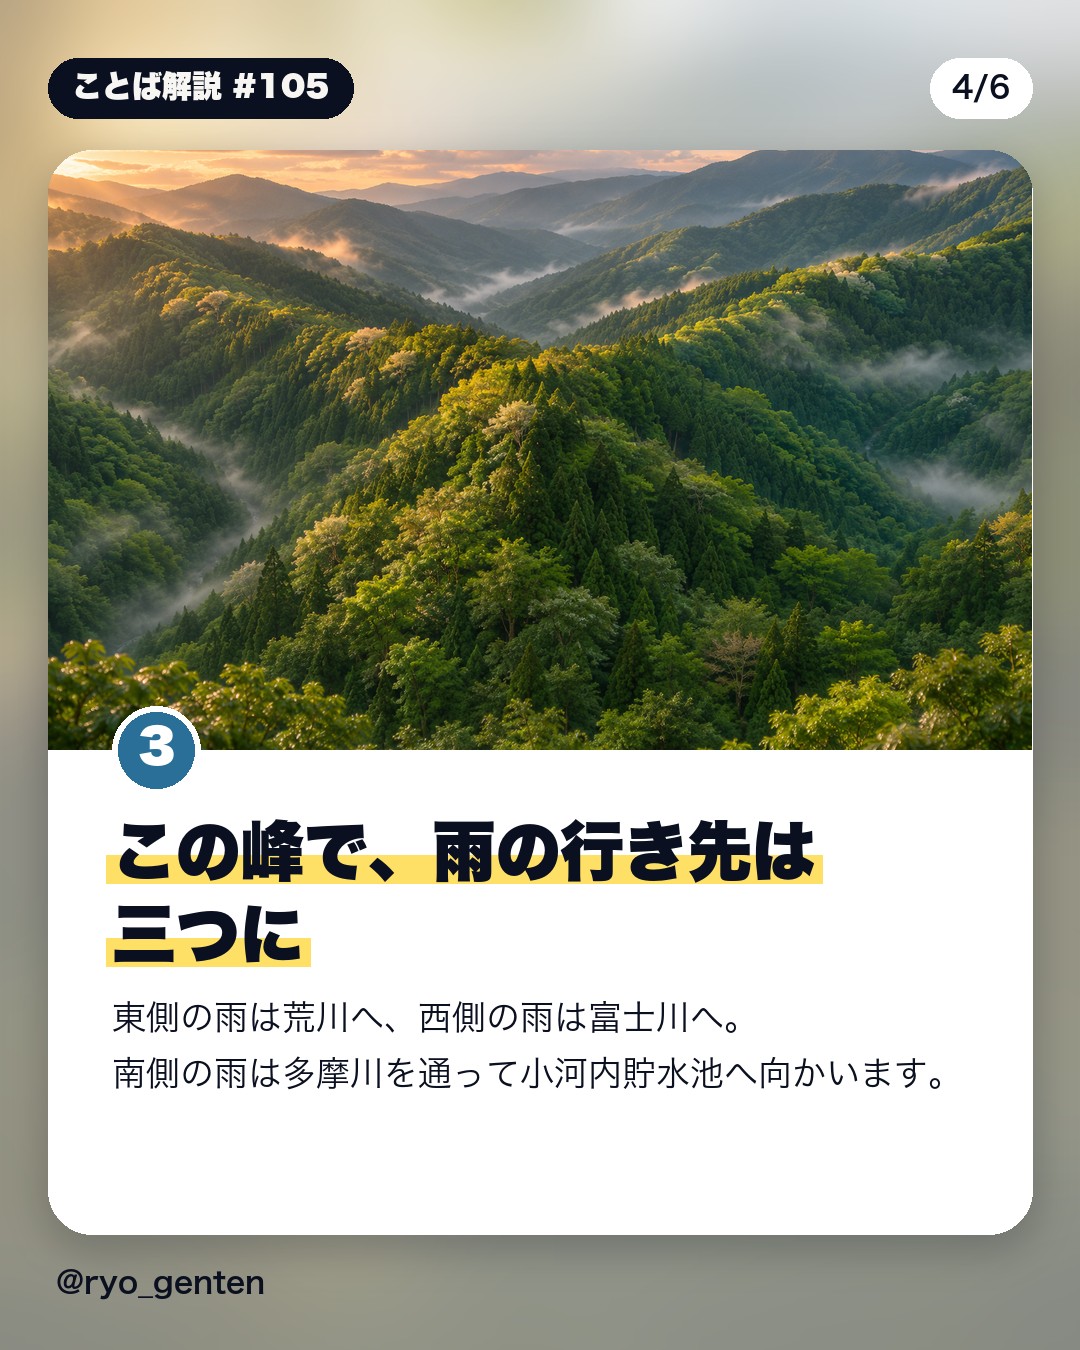 ことば解説 #105
4/6
3
この峰で、雨の行き先は
三つに
東側の雨は荒川へ、西側の雨は富士川へ。
南側の雨は多摩川を通って小河内貯水池へ向かいます。
@ryo_genten